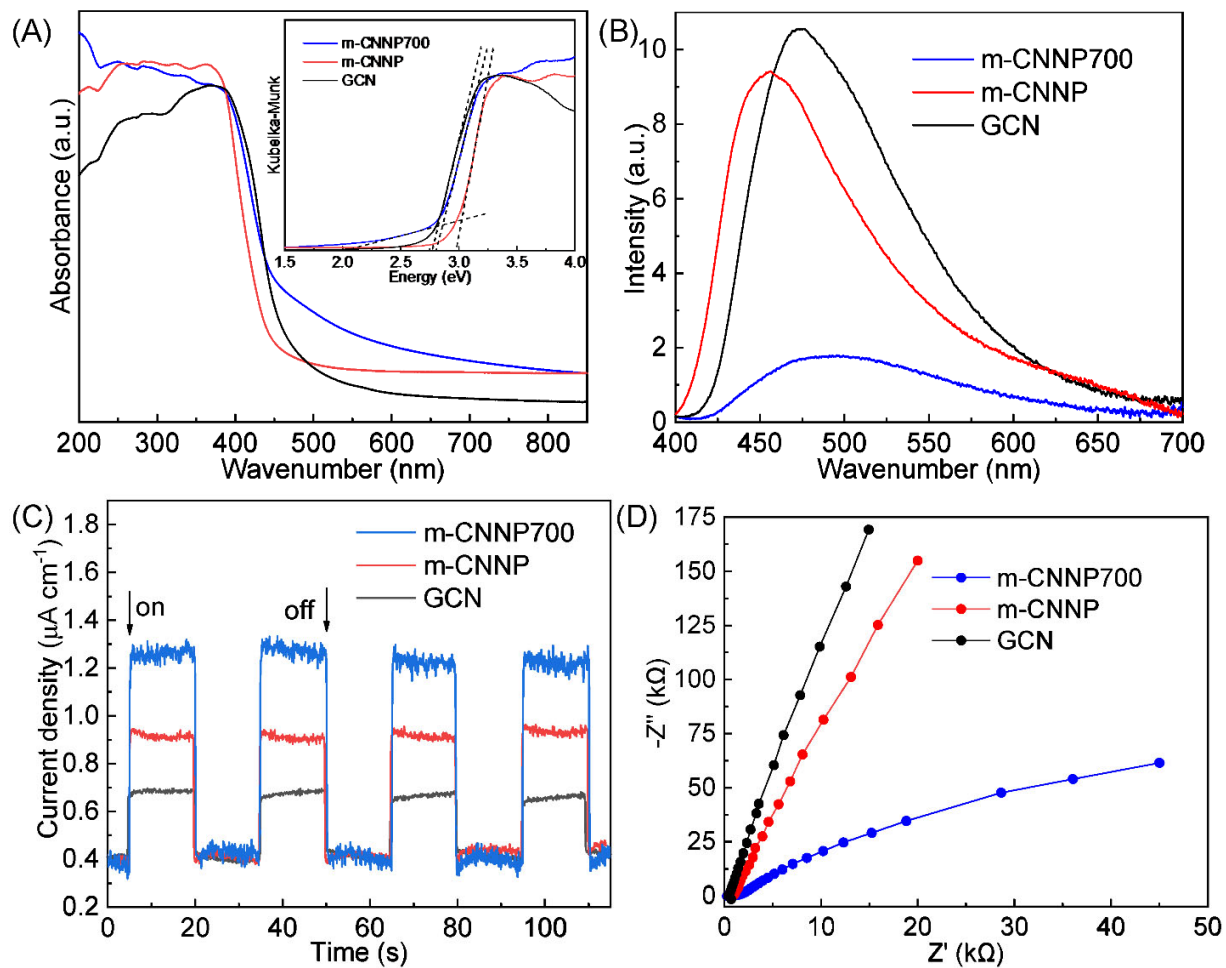 (A)
m-CNNP700
m-CNNP
GCN
Kubelka-Munk
1.5 2.0 2.5 3.0 3.5 4.0
Energy (eV)
Absorbance (a.u.)
200 300 400 500 600 700 800
Wavenumber (nm)
(B)
m-CNNP700
m-CNNP
GCN
Intensity (a.u.)
10
8
6
4
2
0
400 450 500 550 600 650 700
Wavenumber (nm)
(C)
m-CNNP700
m-CNNP
GCN
on
off
Current density (μA cm⁻¹)
1.8
1.6
1.4
1.2
1.0
0.8
0.6
0.4
0.2
0 20 40 60 80 100
Time (s)
(D)
m-CNNP700
m-CNNP
GCN
-Z" (kΩ)
175
150
125
100
75
50
25
0
0 10 20 30 40 50
Z' (kΩ)